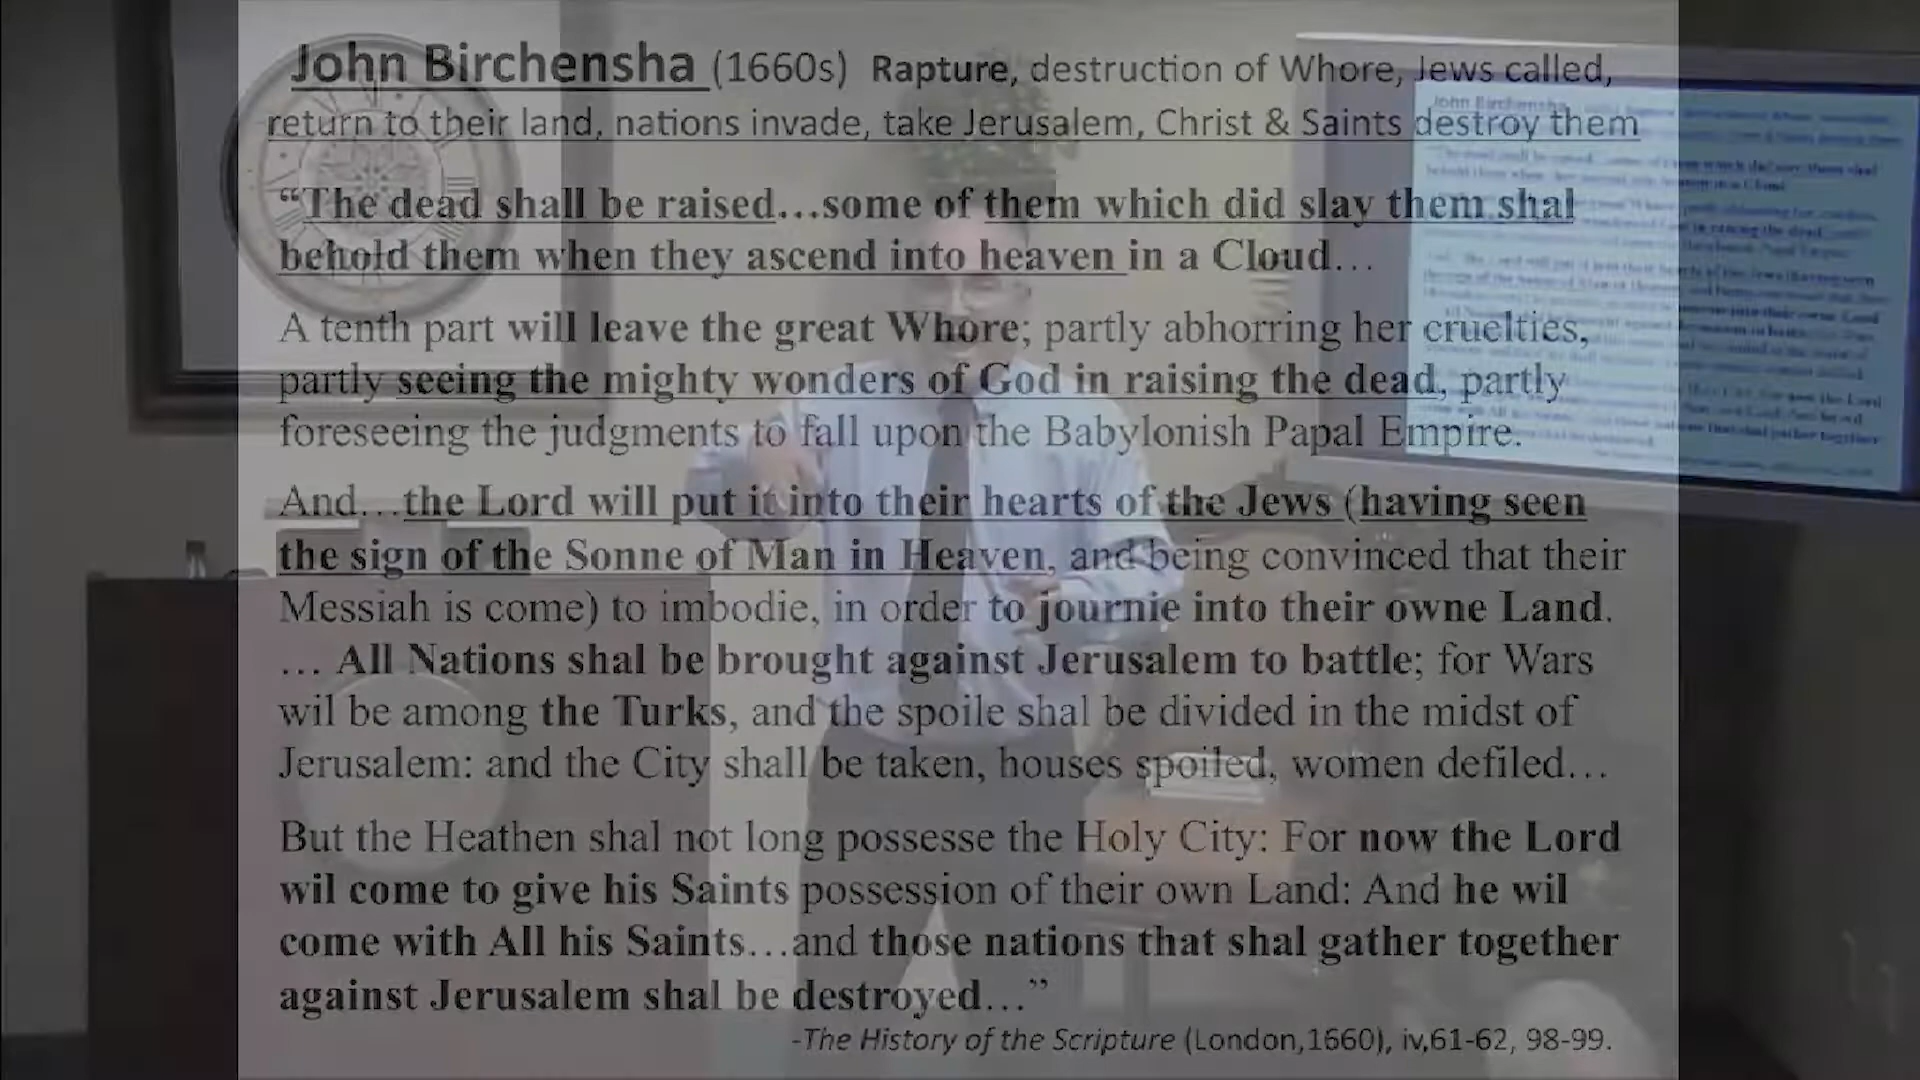 John Birchensha (1660s) Rapture, destruction of Whore, Jews called,
return to their land, nations invade, take Jerusalem, Christ & Saints destroy them
“The dead shall be raised…some of them which did slay them shal
behold them when they ascend into heaven in a Cloud…
A tenth part will leave the great Whore; partly abhorring her cruelties,
partly seeing the mighty wonders of God in raising the dead, partly
foreseeing the judgments to fall upon the Babylonish Papal Empire.
And…the Lord will put it into their hearts of the Jews (having seen
the sign of the Sonne of Man in Heaven, and being convinced that their
Messiah is come) to imbodie, in order to journie into their owne Land.
… All Nations shal be brought against Jerusalem to battle; for Wars
wil be among the Turks, and the spoile shal be divided in the midst of
Jerusalem: and the City shall be taken, houses spoiled, women defiled…
But the Heathen shal not long possesse the Holy City: For now the Lord
wil come to give his Saints possession of their own Land: And he wil
come with All his Saints…and those nations that shal gather together
against Jerusalem shal be destroyed…”
-The History of the Scripture (London,1660), iv,61-62, 98-99.
John Birchensha